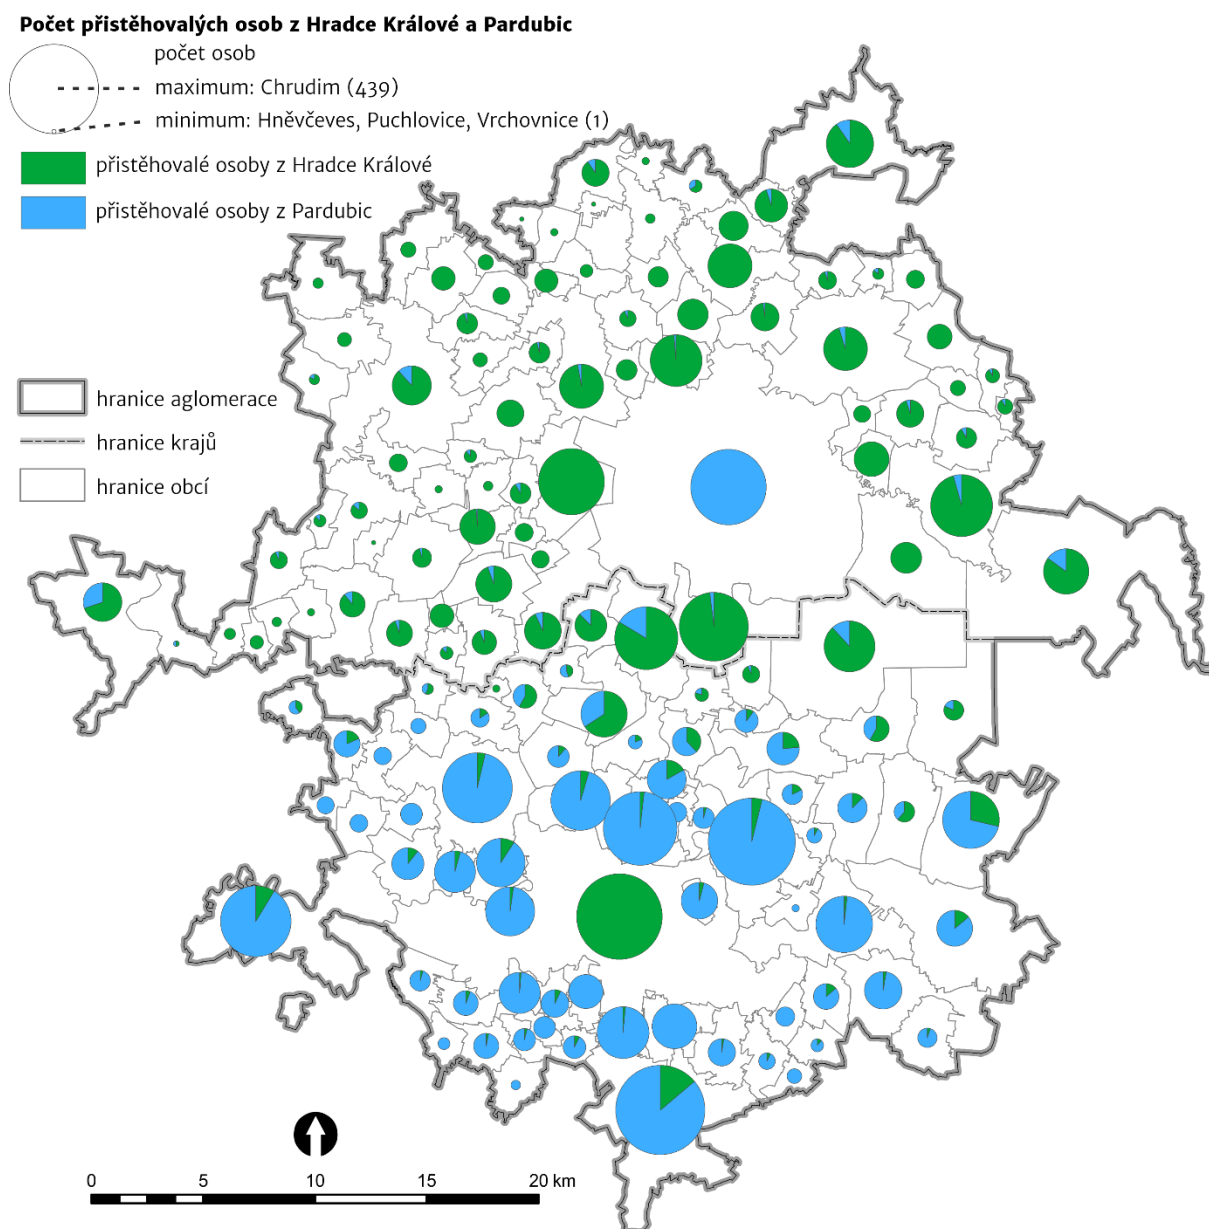 Počet přistěhovalých osob z Hradce Králové a Pardubic
počet osob
maximum: Chrudim (439)
minimum: Hněvčeves, Puchlovice, Vrchovnice (1)
přistěhovalé osoby z Hradce Králové
přistěhovalé osoby z Pardubic
hranice aglomerace
hranice krajů
hranice obcí
0 5 10 15 20 km